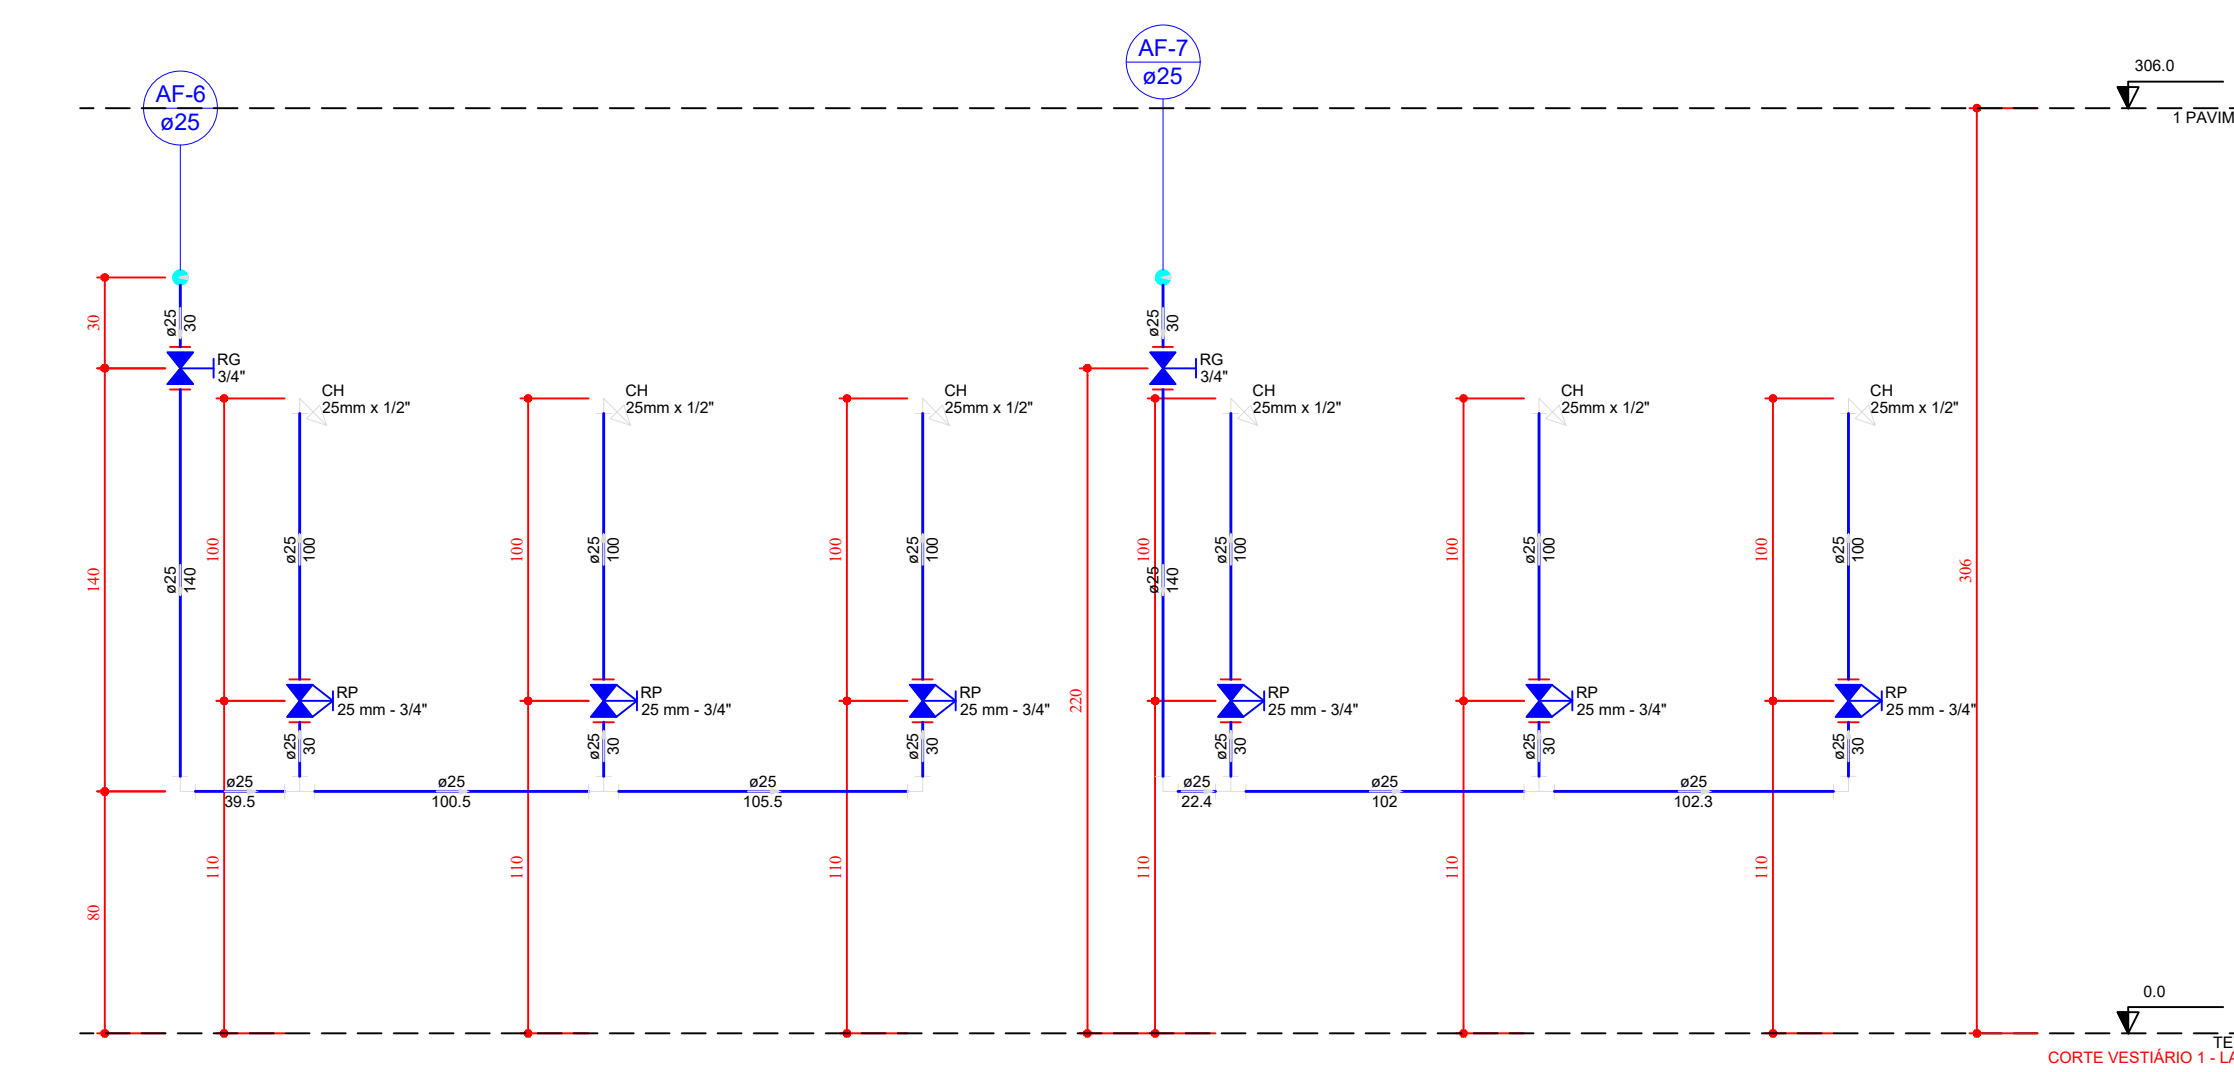 AF-6
ø25
AF-7
ø25
306.0
1 PAVIM
30
ø25
30
RG
3/4"
ø25
30
RG
3/4"
CH
25mm x 1/2"
CH
25mm x 1/2"
CH
25mm x 1/2"
CH
25mm x 1/2"
CH
25mm x 1/2"
CH
25mm x 1/2"
140
ø25
140
100
ø25
100
100
ø25
100
100
ø25
100
100
ø25
140
ø25
100
100
ø25
100
100
ø25
100
306
RP
25 mm - 3/4"
RP
25 mm - 3/4"
RP
25 mm - 3/4"
220
RP
25 mm - 3/4"
RP
25 mm - 3/4"
RP
25 mm - 3/4"
ø25
30
ø25
30
ø25
30
ø25
30
ø25
30
ø25
30
ø25
39.5
ø25
100.5
ø25
105.5
ø25
22.4
ø25
102
ø25
102.3
80
110
110
110
110
110
110
0.0
TE
CORTE VESTIÁRIO 1 - LA